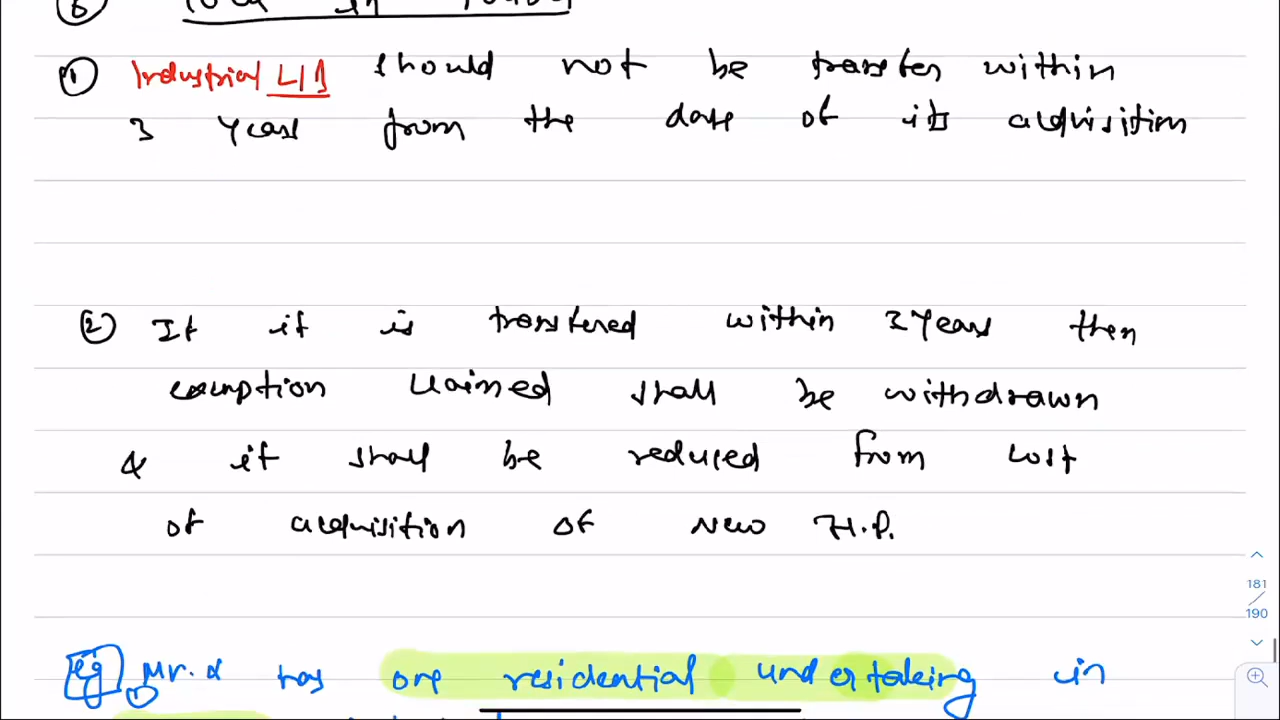 6
① Industrial L/B should not be transfer within
3 years from the date of its acquisition
② If it is transfered within 3 years then
exemption claimed shall be withdrawn
& it shall be reduced from cost
of acquisition of New H.P.
181
/
190
eg Mr. X has one residential undertaking in